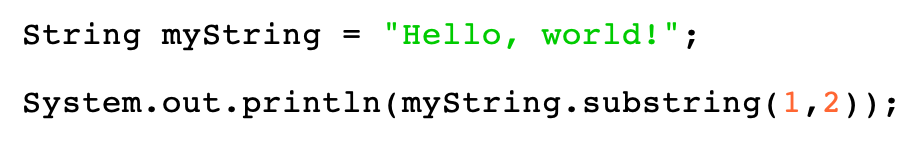 String myString = "Hello, world!";
System.out.println(myString.substring(1,2));